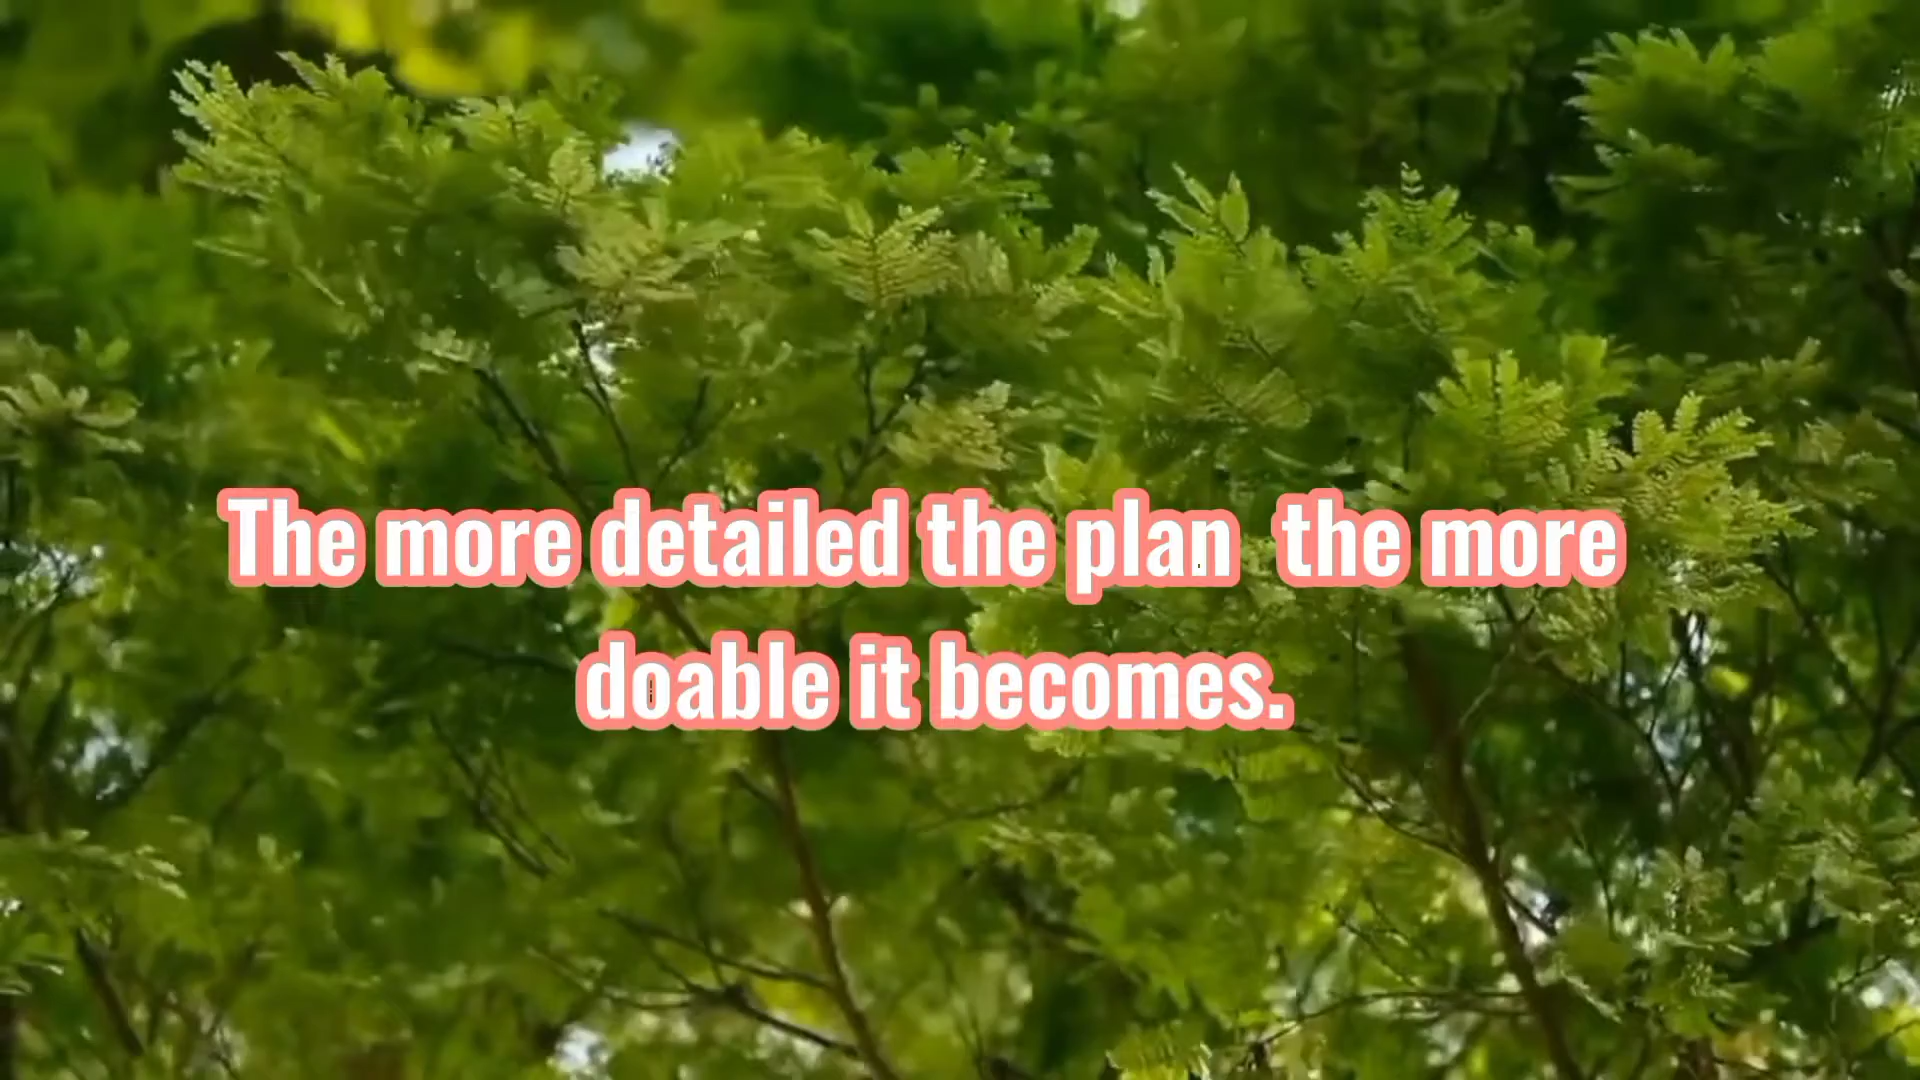 The more detailed the plan  the more
doable it becomes.